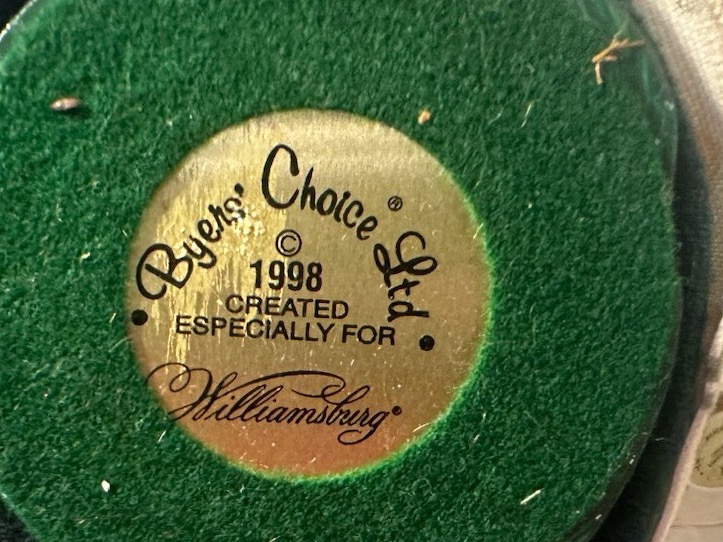 Byers' Choice® Ltd
©
1998
CREATED
ESPECIALLY FOR
Williamsburg®